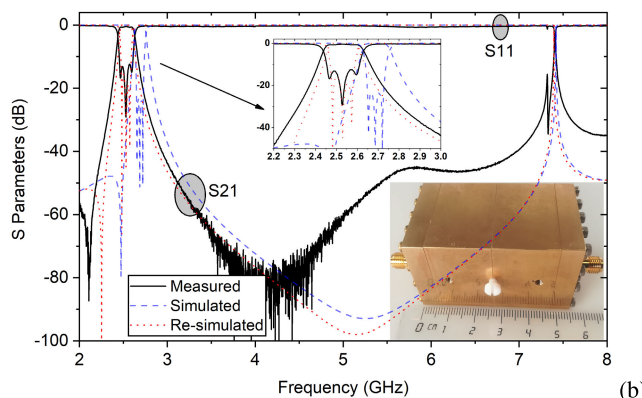 0
-20
-40
-60
-80
-100
S Parameters (dB)
S11
S21
0
-20
-40
2.2 2.3 2.4 2.5 2.6 2.7 2.8 2.9 3.0
Measured
Simulated
Re-simulated
0 cm 1 2 3 4 5 6
2 3 4 5 6 7 8
Frequency (GHz)
(b